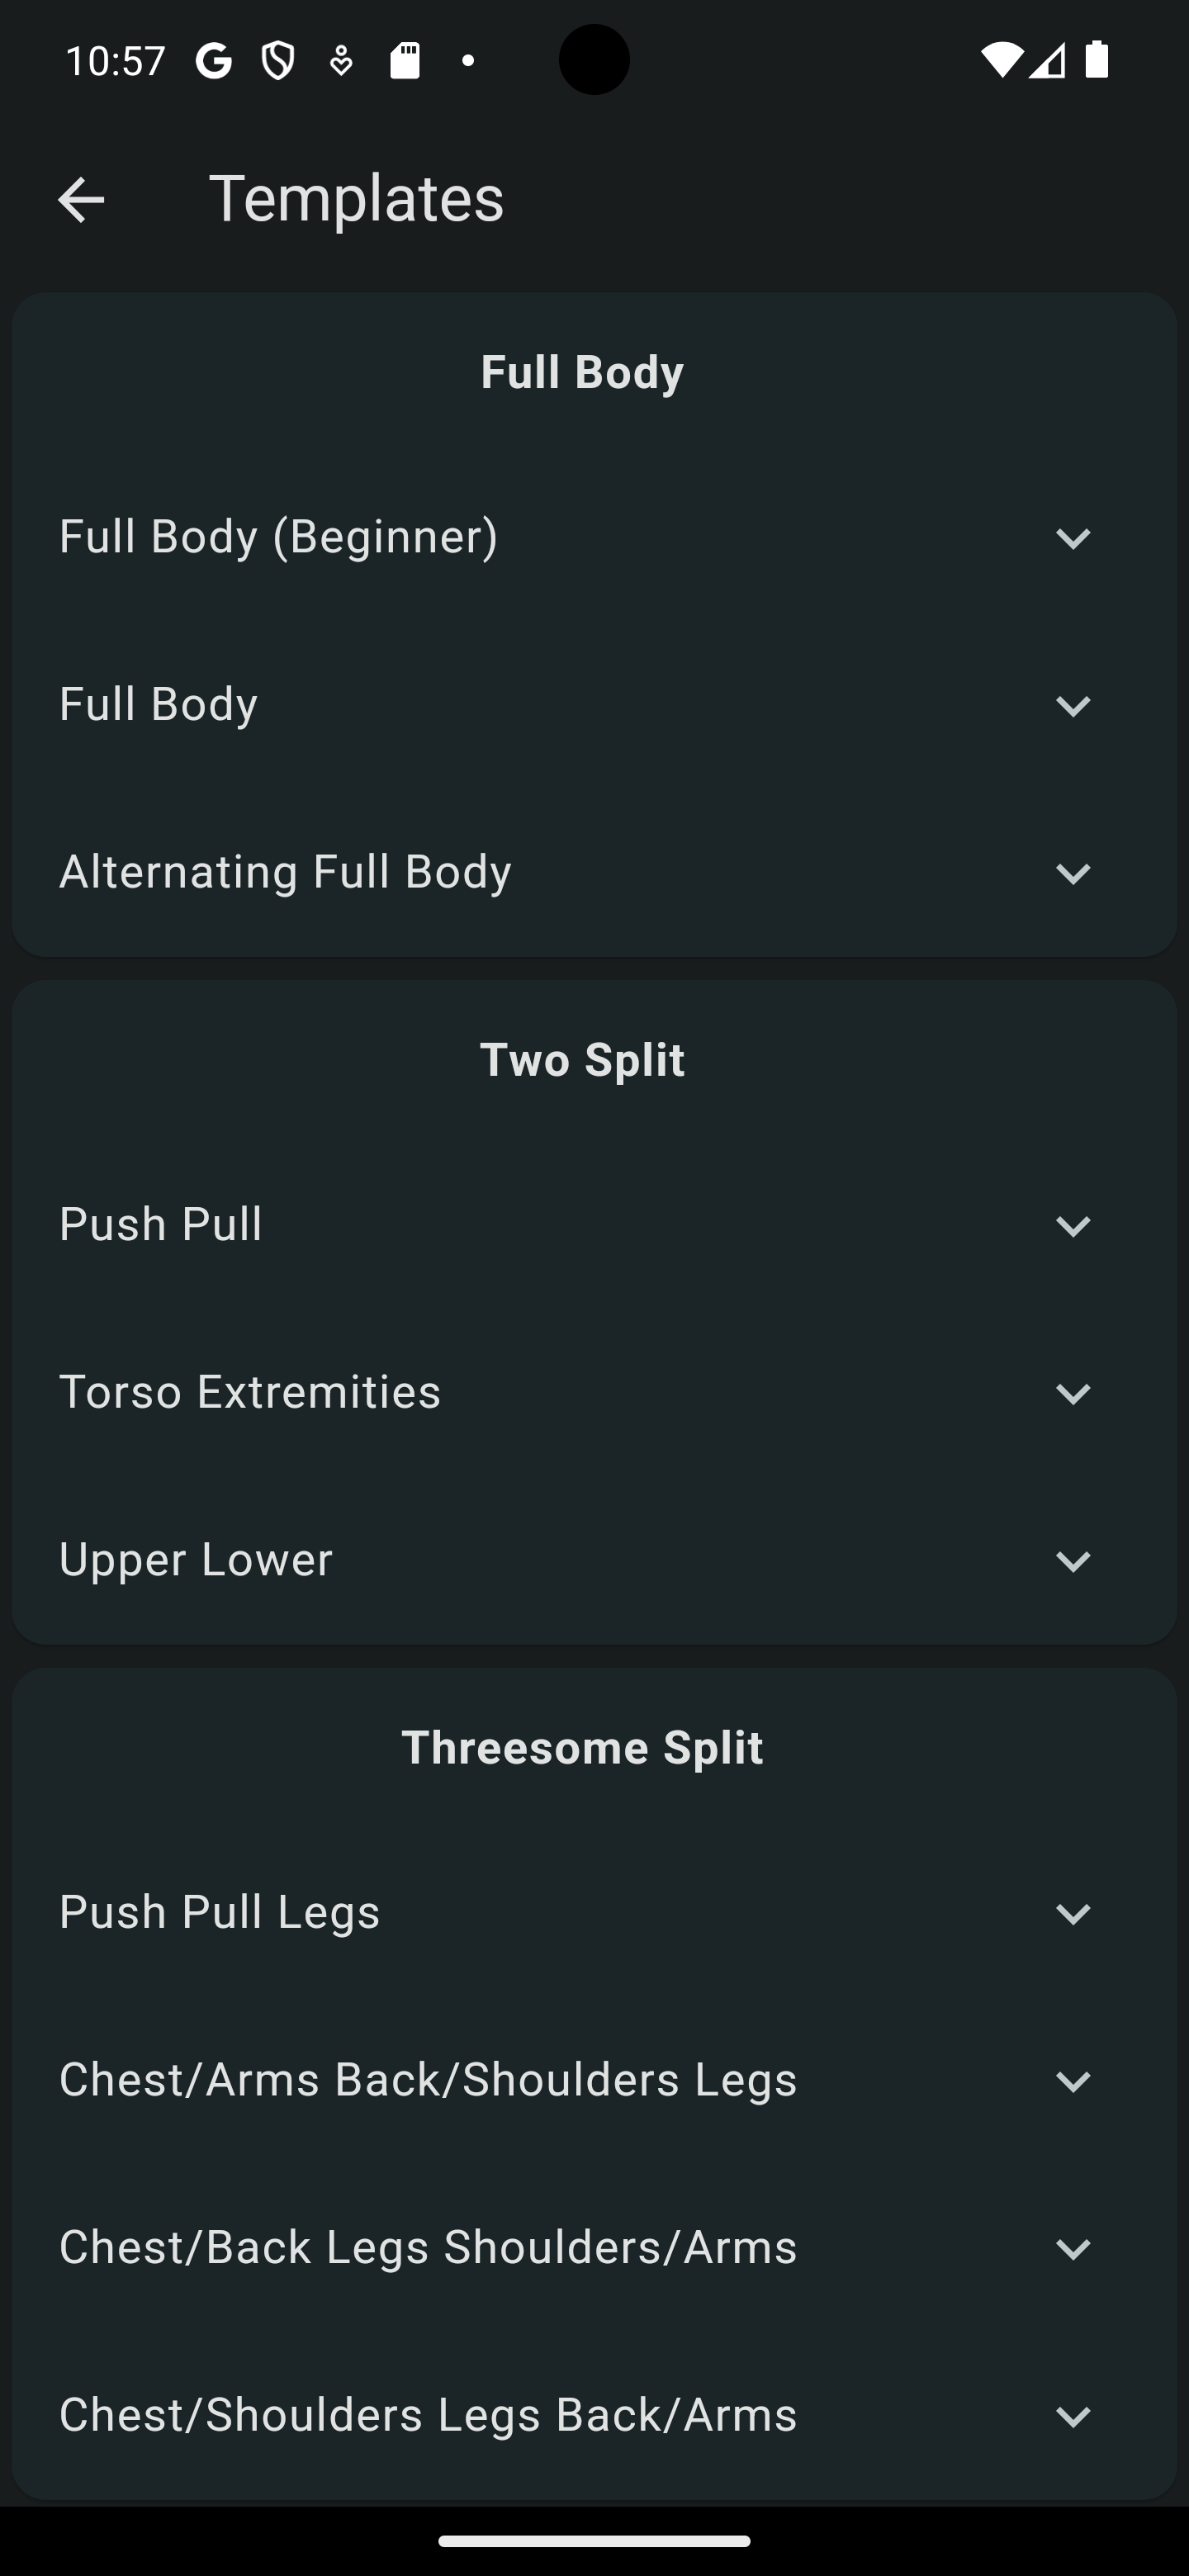 10:57
Templates
Full Body
Full Body (Beginner)
Full Body
Alternating Full Body
Two Split
Push Pull
Torso Extremities
Upper Lower
Threesome Split
Push Pull Legs
Chest/Arms Back/Shoulders Legs
Chest/Back Legs Shoulders/Arms
Chest/Shoulders Legs Back/Arms